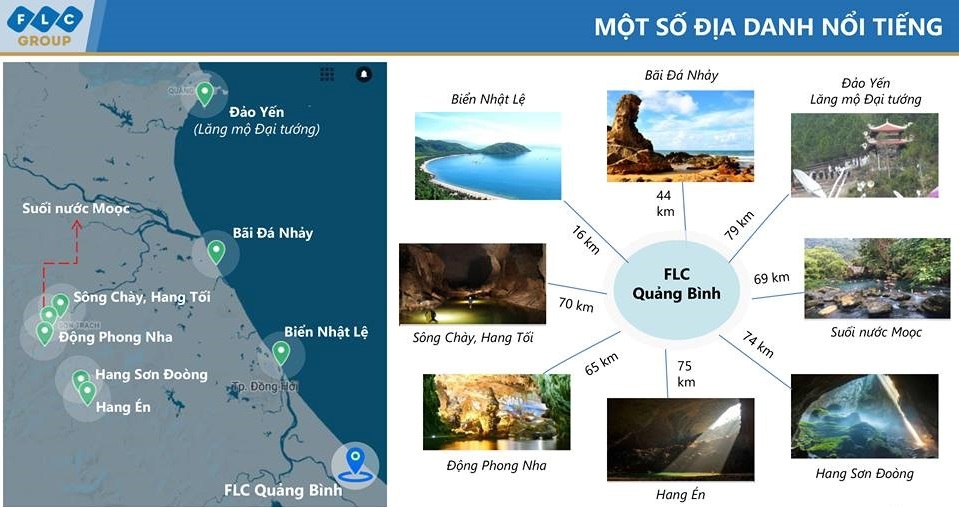 FLC
GROUP
MỘT SỐ ĐỊA DANH NỔI TIẾNG
Đảo Yến
(Lăng mộ Đại tướng)
Suối nước Moọc
Bãi Đá Nhảy
Sông Chày, Hang Tối
Động Phong Nha
Biển Nhật Lệ
Hang Sơn Đoòng
Tp. Đồng Hới
Hang Én
FLC Quảng Bình
Bãi Đá Nhảy
Biển Nhật Lệ
Đảo Yến
Lăng mộ Đại tướng
44
km
79 km
16 km
FLC
Quảng Bình
69 km
70 km
Suối nước Moọc
Sông Chày, Hang Tối
74 km
65 km
75
km
Động Phong Nha
Hang Sơn Đoòng
Hang Én